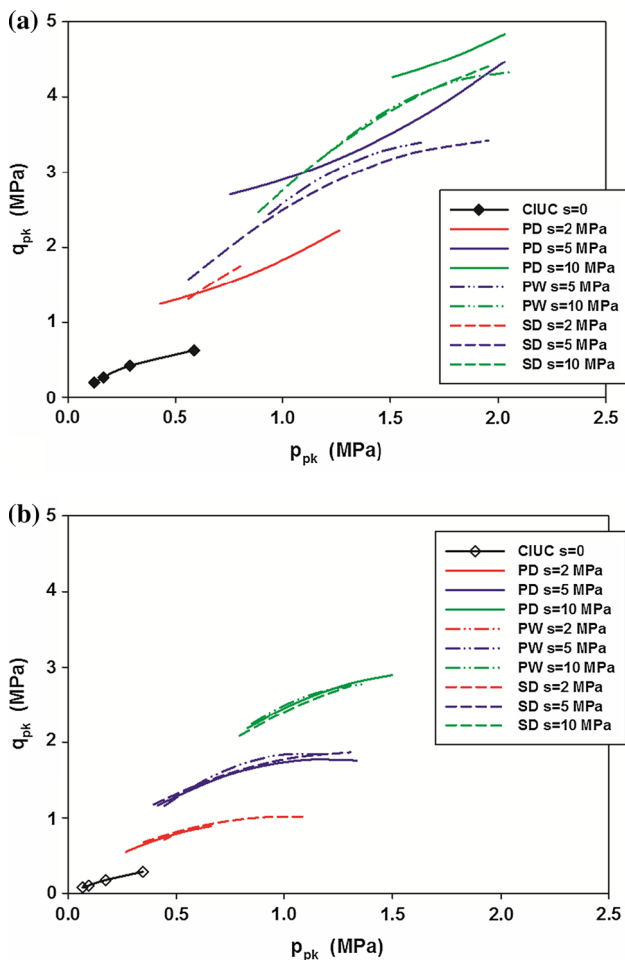 (a)
5
4
3
2
1
0
q_pk (MPa)
0.0 0.5 1.0 1.5 2.0 2.5
p_pk (MPa)
CIUC s=0
PD s=2 MPa
PD s=5 MPa
PD s=10 MPa
PW s=5 MPa
PW s=10 MPa
SD s=2 MPa
SD s=5 MPa
SD s=10 MPa
(b)
5
4
3
2
1
0
q_pk (MPa)
0.0 0.5 1.0 1.5 2.0 2.5
p_pk (MPa)
CIUC s=0
PD s=2 MPa
PD s=5 MPa
PD s=10 MPa
PW s=2 MPa
PW s=5 MPa
PW s=10 MPa
SD s=2 MPa
SD s=5 MPa
SD s=10 MPa